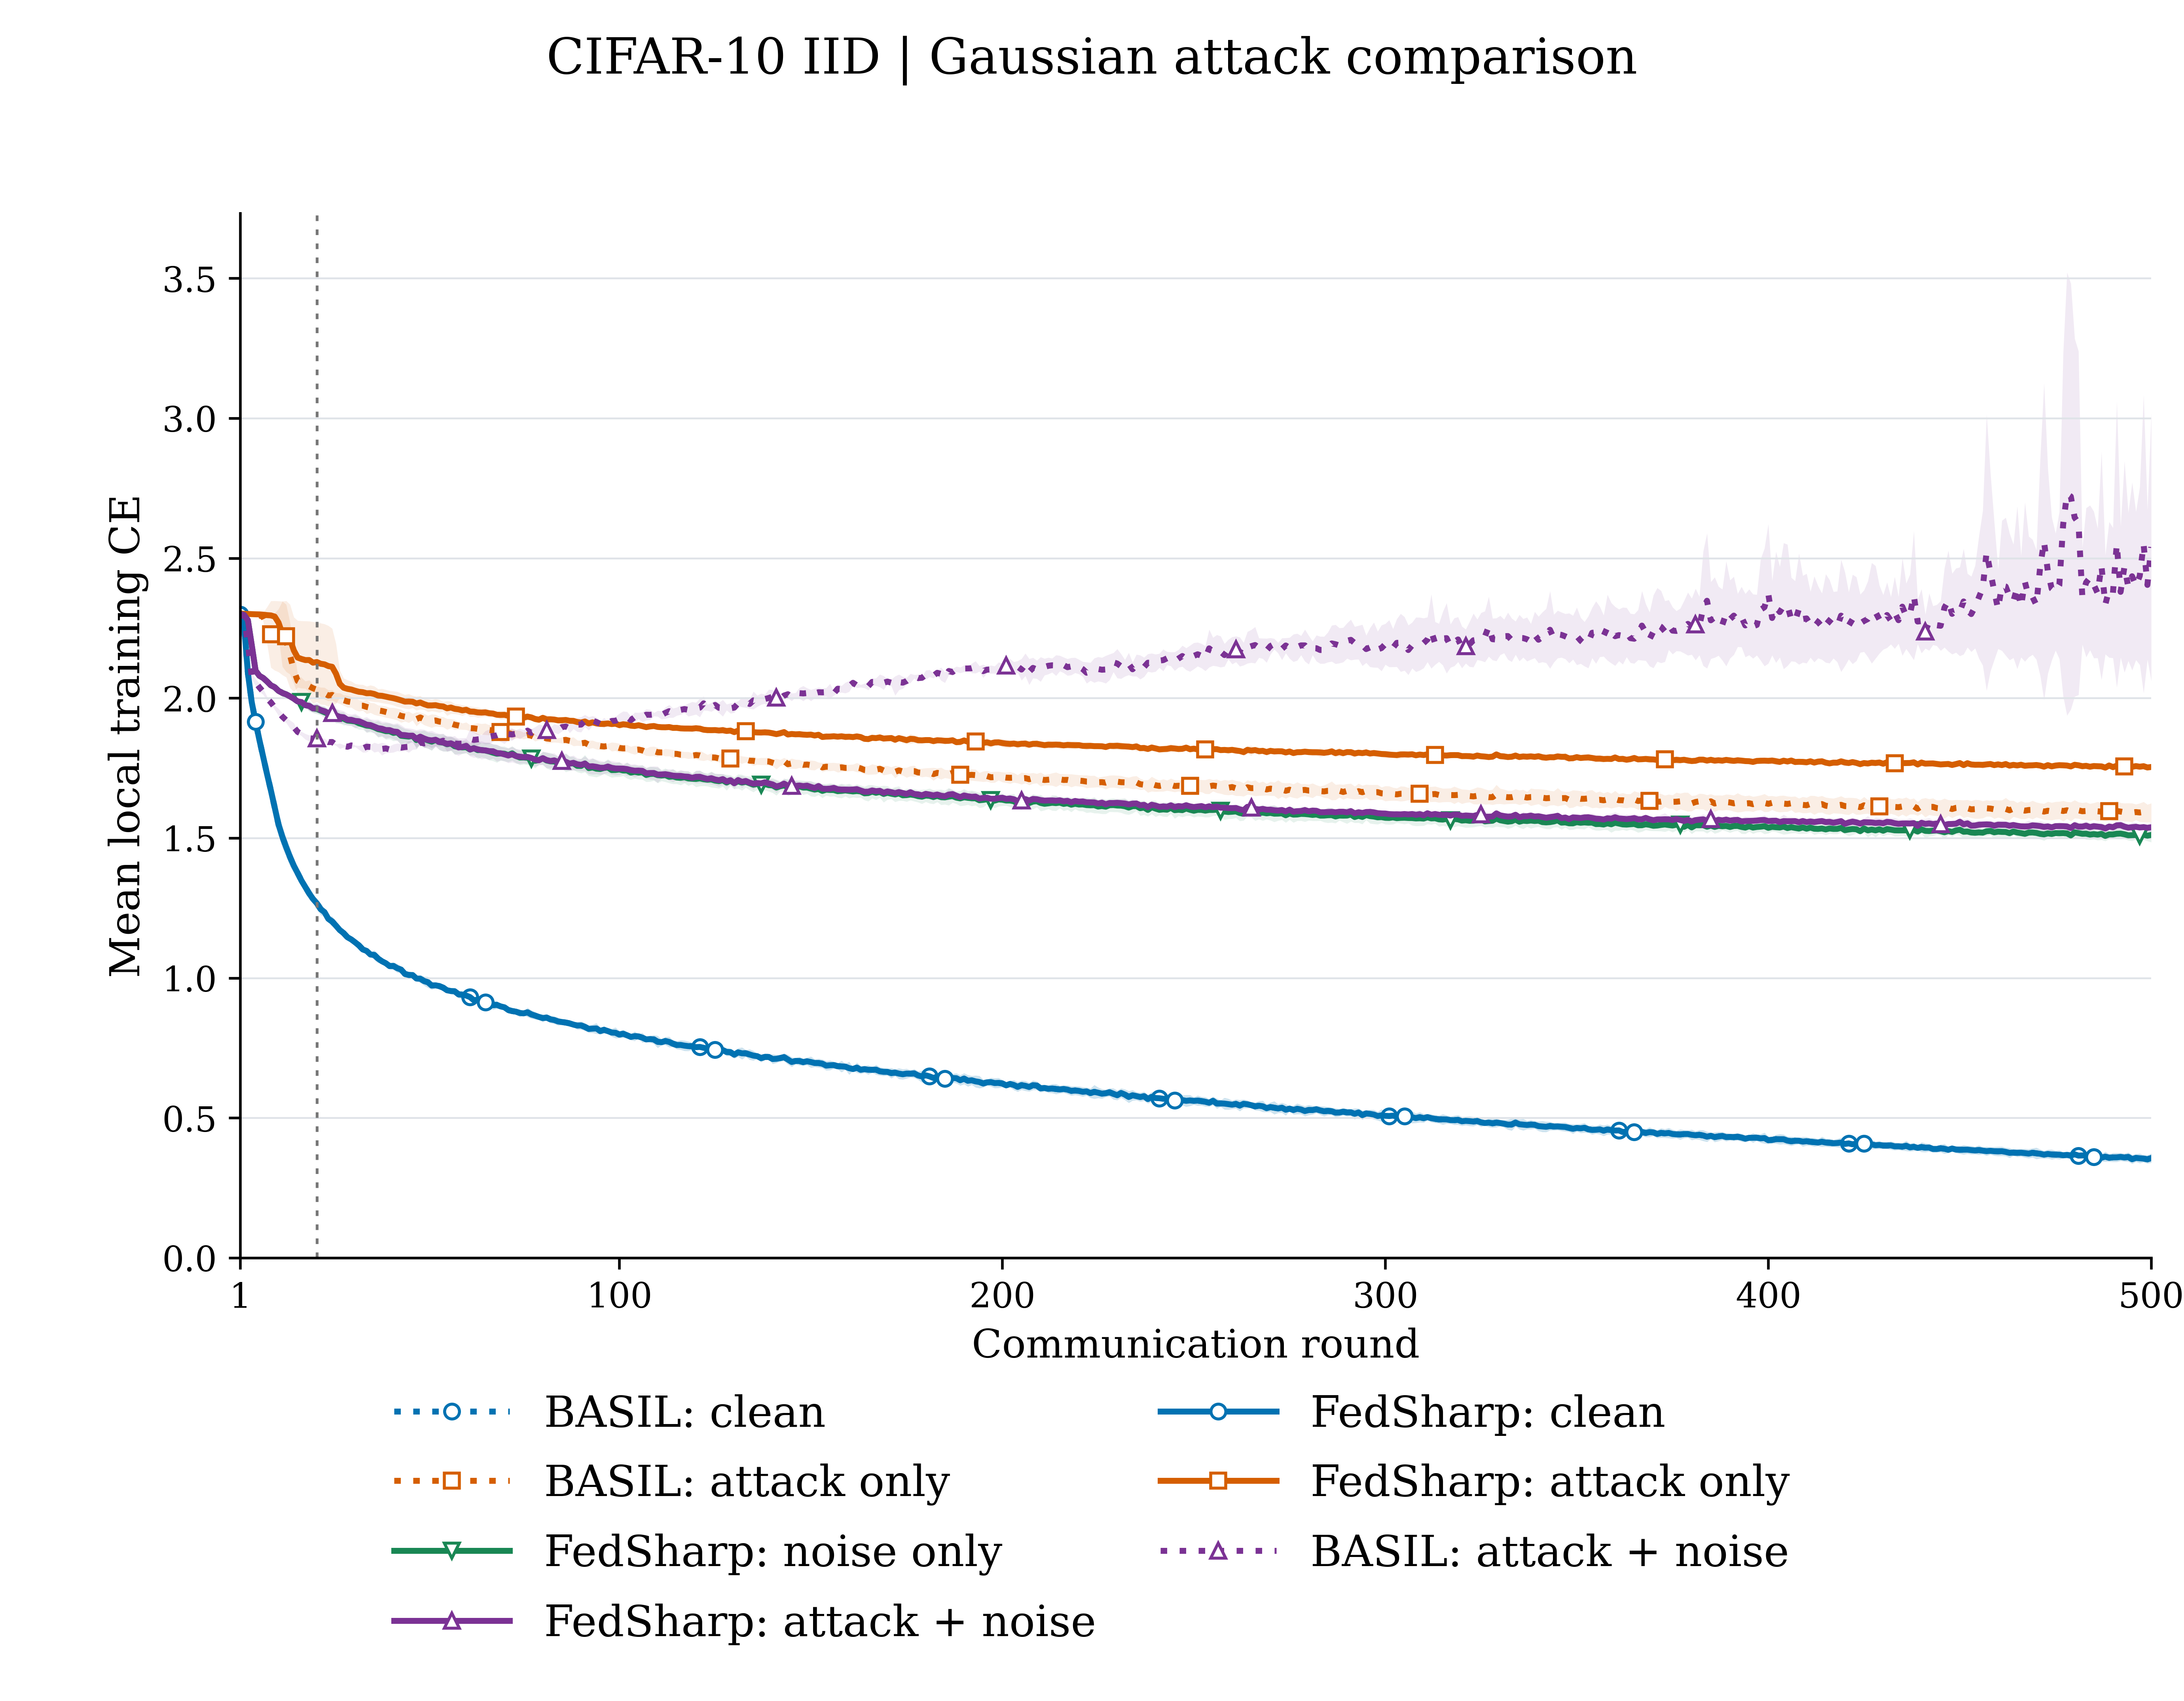 CIFAR-10 IID | Gaussian attack comparison
Mean local training CE
3.5
3.0
2.5
2.0
1.5
1.0
0.5
0.0
1 100 200 300 400 500
Communication round
BASIL: clean
BASIL: attack only
FedSharp: noise only
FedSharp: attack + noise
FedSharp: clean
FedSharp: attack only
BASIL: attack + noise